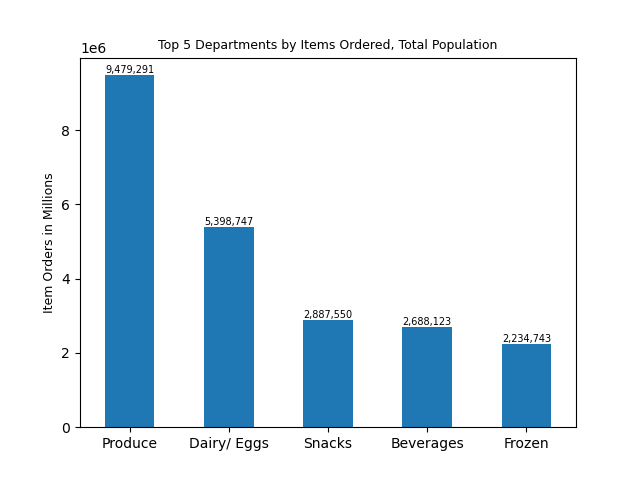 Top 5 Departments by Items Ordered, Total Population
1e6
Item Orders in Millions
8
6
4
2
0
9,479,291
5,398,747
2,887,550
2,688,123
2,234,743
Produce
Dairy/ Eggs
Snacks
Beverages
Frozen